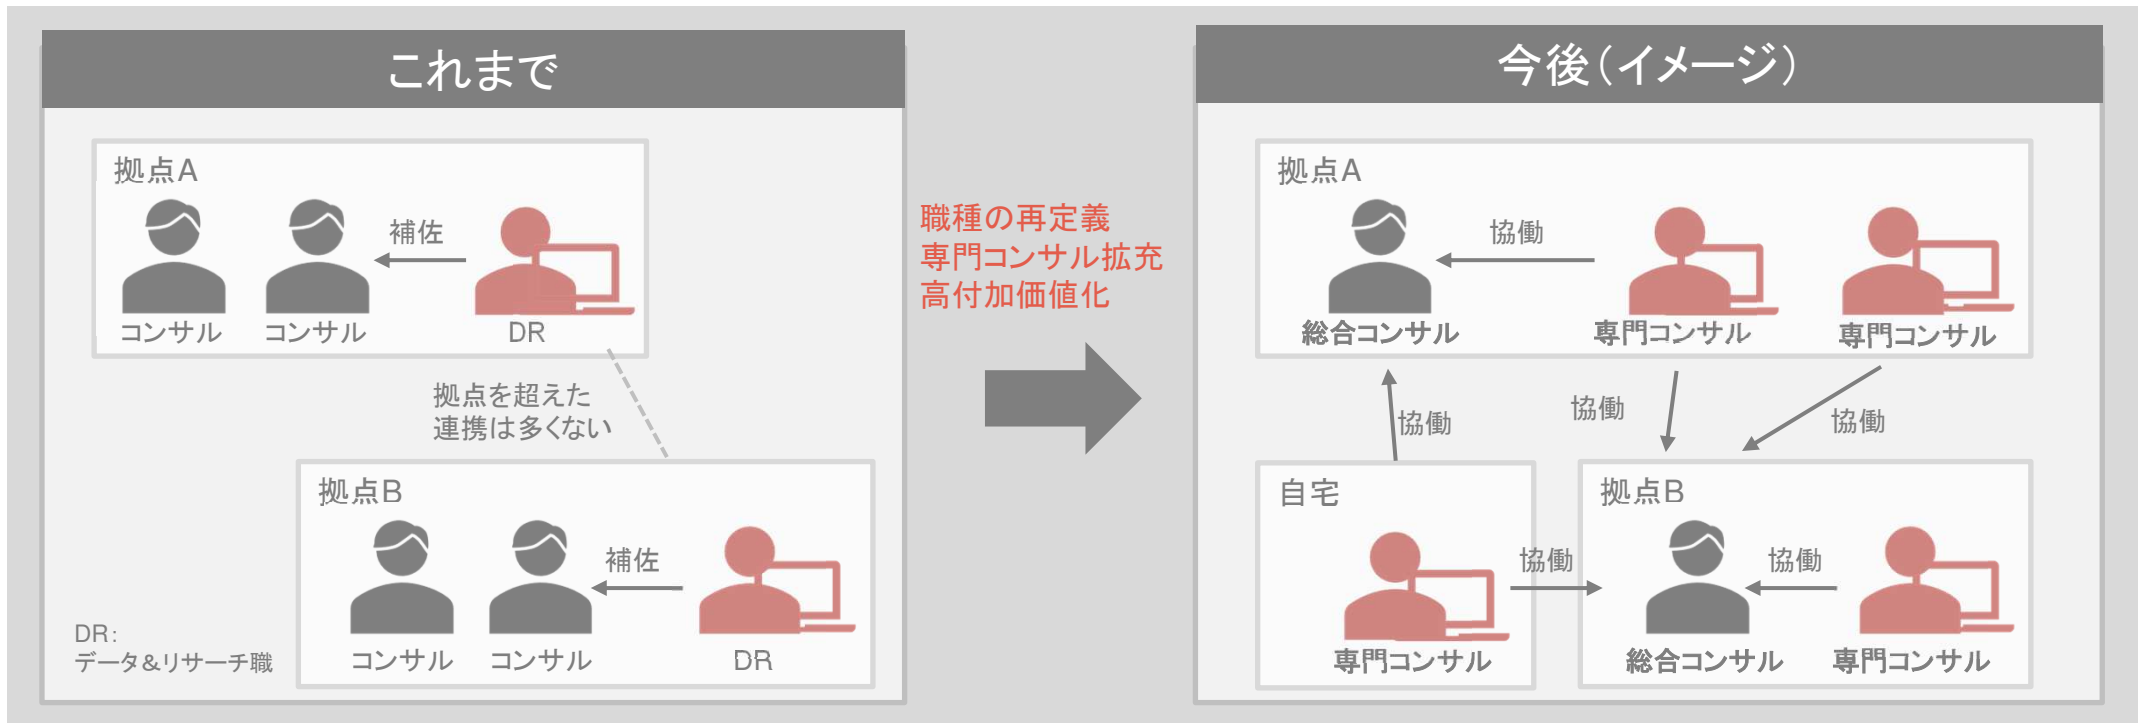 これまで
拠点A
補佐
コンサル
コンサル
DR
拠点を超えた
連携は多くない
拠点B
補佐
コンサル
コンサル
DR
DR：
データ＆リサーチ職
職種の再定義
専門コンサル拡充
高付加価値化
今後（イメージ）
拠点A
協働
総合コンサル
専門コンサル
専門コンサル
協働
協働
協働
自宅
専門コンサル
協働
拠点B
協働
総合コンサル
専門コンサル